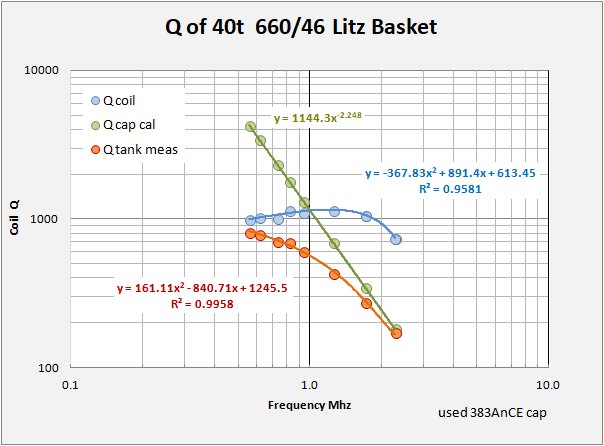 Q of 40t 660/46 Litz Basket
10000
Q coil
Q cap cal
Q tank meas
y = 1144.3x-2.248
y = -367.83x² + 891.4x + 613.45
R² = 0.9581
1000
Coil Q
y = 161.11x² - 840.71x + 1245.5
R² = 0.9958
100
0.1
1.0
10.0
Frequency Mhz
used 383AnCE cap